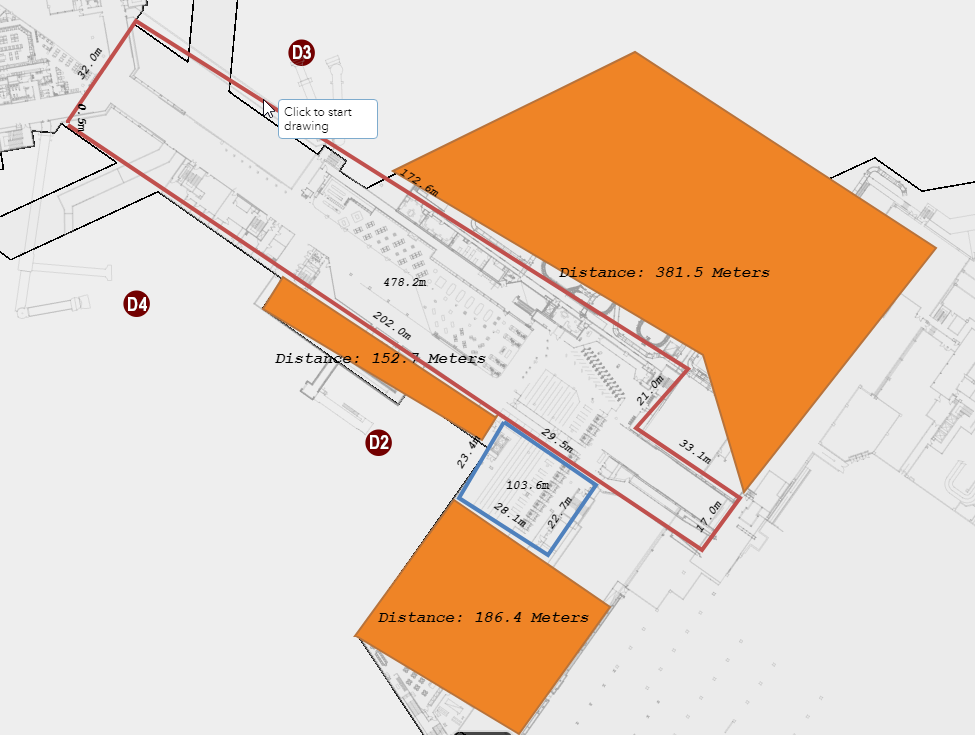 D3
32.0m
Click to start
drawing
0.5m
172.6m
Distance: 381.5 Meters
478.2m
D4
202.0m
Distance: 152.7 Meters
21.0m
D2
29.5m
23.4m
33.1m
103.6m
28.1m
22.7m
17.0m
Distance: 186.4 Meters